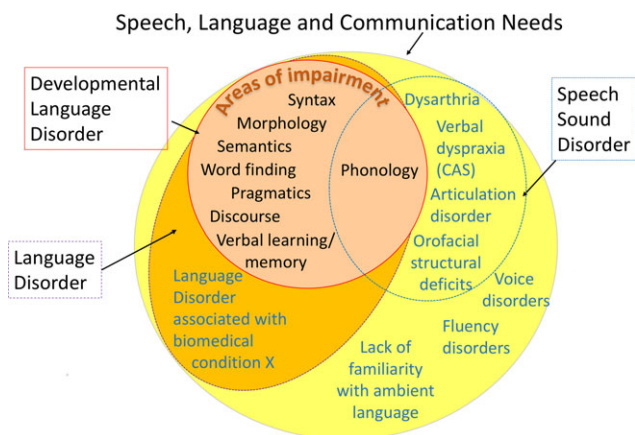 Speech, Language and Communication Needs
Developmental
Language
Disorder
Areas of impairment
Syntax
Morphology
Semantics
Word finding
Pragmatics
Discourse
Verbal learning/
memory
Phonology
Dysarthria
Verbal
dyspraxia
(CAS)
Articulation
disorder
Orofacial
structural
deficits
Speech
Sound
Disorder
Language
Disorder
Language
Disorder
associated with
biomedical
condition X
Voice
disorders
Fluency
disorders
Lack of
familiarity
with ambient
language